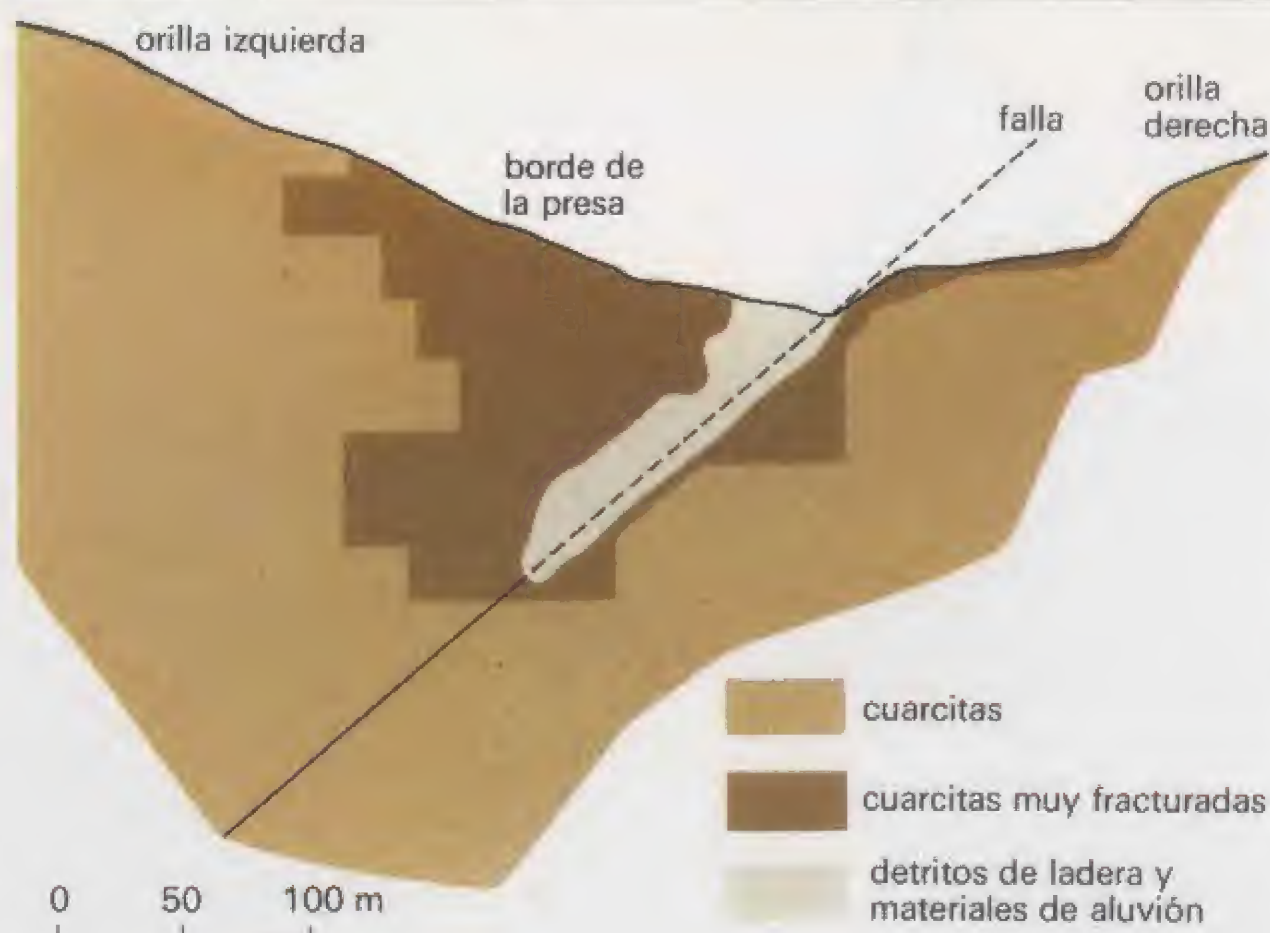 orilla izquierda
orilla
derecha
falla
borde de
la presa
cuarcitas
cuarcitas muy fracturadas
detritos de ladera y
materiales de aluvión
0 50 100 m